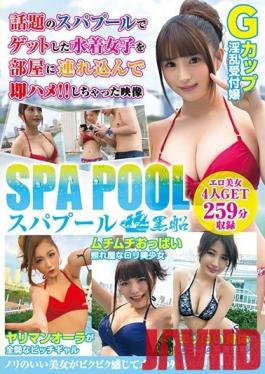 話題のスパプールで
ゲットした水着女子を
部屋に連れ込んで
即ハメ!!しちゃった映像
Gカップ
淫乱受付嬢
SPA POOL
スパプール
黒船
エロ美女
4人GET
259分
収録
ムチムチおっぱい
照れ屋なロリ美少女
ヤリマンオーラが
全開なビッチギャル
ノリのいい美女がビクビク感じて
JAVHD